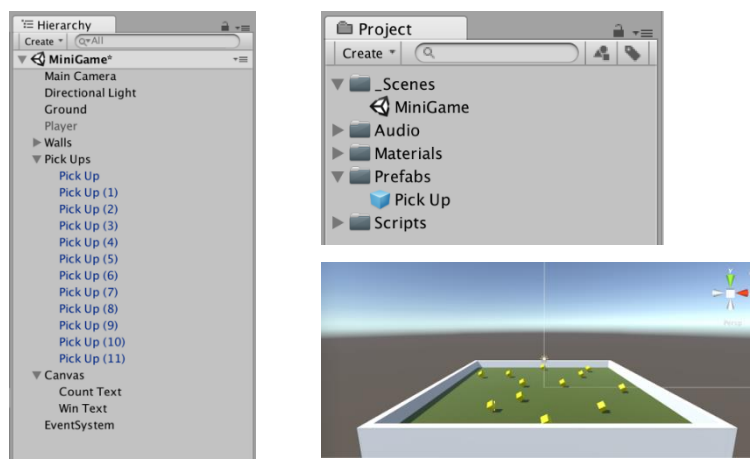 Hierarchy
Create
All
MiniGame*
Main Camera
Directional Light
Ground
Player
Walls
Pick Ups
Pick Up
Pick Up (1)
Pick Up (2)
Pick Up (3)
Pick Up (4)
Pick Up (5)
Pick Up (6)
Pick Up (7)
Pick Up (8)
Pick Up (9)
Pick Up (10)
Pick Up (11)
Canvas
Count Text
Win Text
EventSystem
Project
Create
_Scenes
MiniGame
Audio
Materials
Prefabs
Pick Up
Scripts
y
Persp